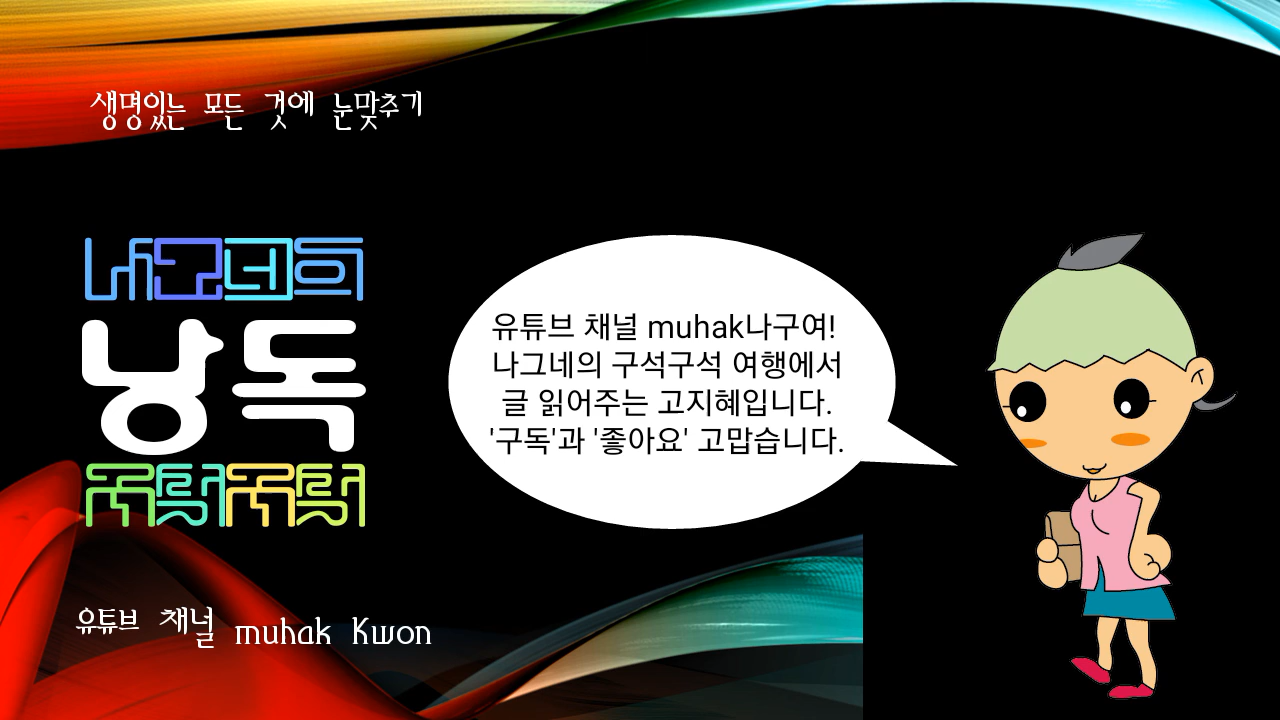 생명있는 모든 것에 눈맞추기
나그네의
낭독
구석구석
유튜브 채널 muhak나구여!
나그네의 구석구석 여행에서
글 읽어주는 고지혜입니다.
'구독'과 '좋아요' 고맙습니다.
유튜브 채널 muhak Kwon